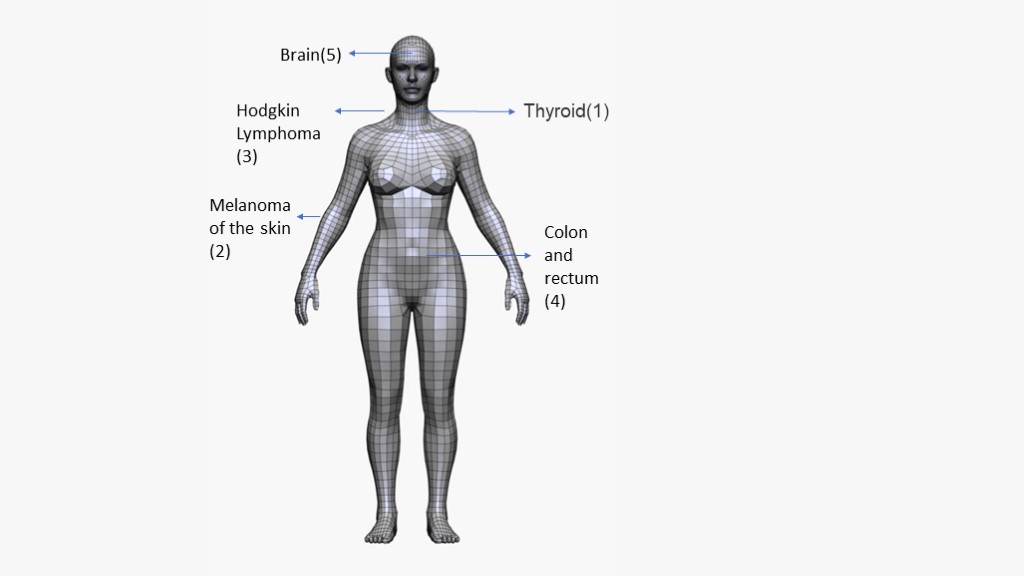 Brain(5)
Hodgkin
Lymphoma
(3)
Thyroid(1)
Melanoma
of the skin
(2)
Colon
and
rectum
(4)